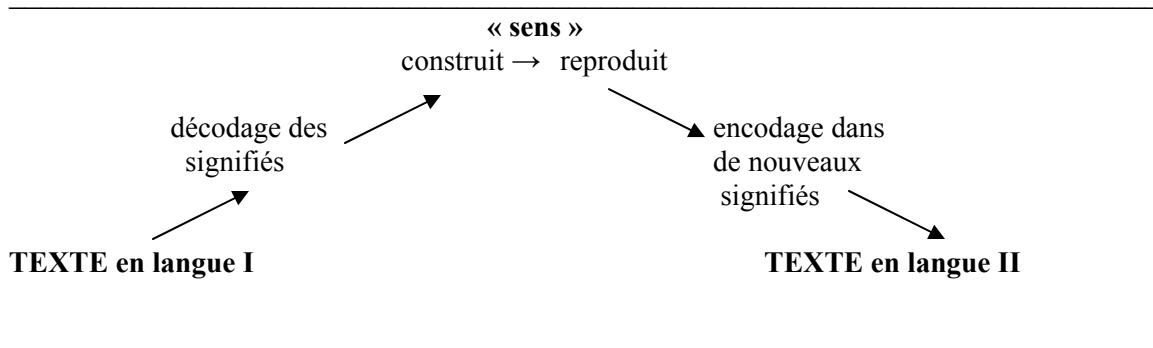 « sens »
construit → reproduit
décodage des
signifiés
encodage dans
de nouveaux
signifiés
TEXTE en langue I
TEXTE en langue II